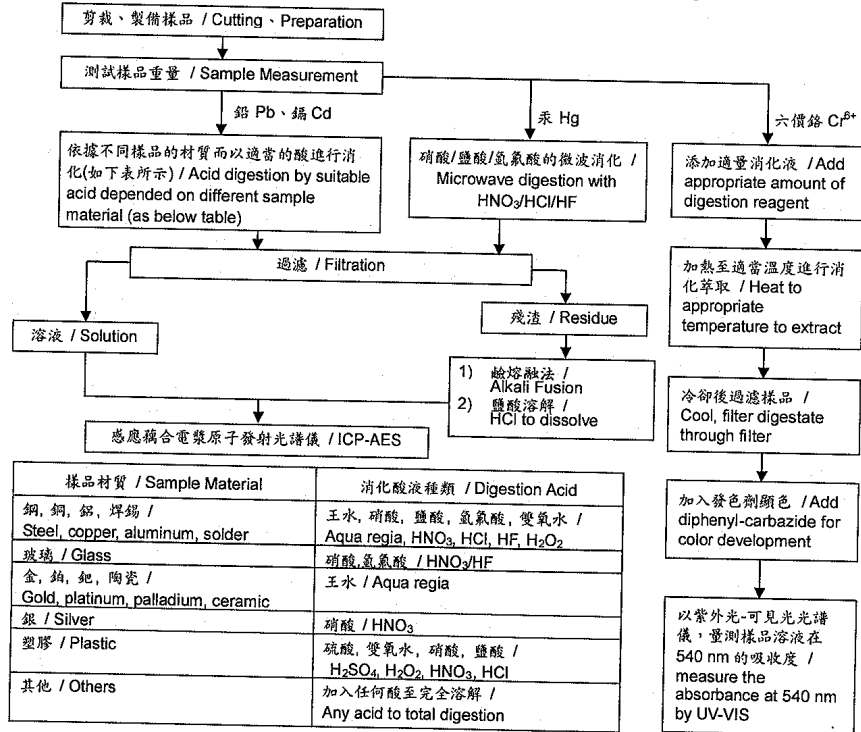 剪裁、製備樣品 / Cutting、Preparation
測試樣品重量 / Sample Measurement
鉛 Pb、鎘 Cd
汞 Hg
六價鉻 Cr6+
依據不同樣品的材質而以適當的酸進行消
化(如下表所示) / Acid digestion by suitable
acid depended on different sample
material (as below table)
硝酸/鹽酸/氫氟酸的微波消化 /
Microwave digestion with
HNO3/HCl/HF
添加適量消化液 / Add
appropriate amount of
digestion reagent
過濾 / Filtration
加熱至適當溫度進行消
化萃取 / Heat to
appropriate
temperature to extract
溶液 / Solution
殘渣 / Residue
1) 鹼熔融法 /
Alkali Fusion
2) 鹽酸溶解 /
HCl to dissolve
冷卻後過濾樣品 /
Cool, filter digestate
through filter
感應耦合電漿原子發射光譜儀 / ICP-AES
加入發色劑顯色 / Add
diphenyl-carbazide for
color development
以紫外光-可見光光譜
儀，量測樣品溶液在
540 nm 的吸收度 /
measure the
absorbance at 540 nm
by UV-VIS
樣品材質 / Sample Material
消化酸液種類 / Digestion Acid
鋼, 銅, 鋁, 焊錫 /
Steel, copper, aluminum, solder
王水, 硝酸, 鹽酸, 氫氟酸, 雙氧水 /
Aqua regia, HNO3, HCl, HF, H2O2
玻璃 / Glass
硝酸,氫氟酸 / HNO3/HF
金, 鉑, 鈀, 陶瓷 /
Gold, platinum, palladium, ceramic
王水 / Aqua regia
銀 / Silver
硝酸 / HNO3
塑膠 / Plastic
硫酸, 雙氧水, 硝酸, 鹽酸 /
H2SO4, H2O2, HNO3, HCl
其他 / Others
加入任何酸至完全溶解 /
Any acid to total digestion